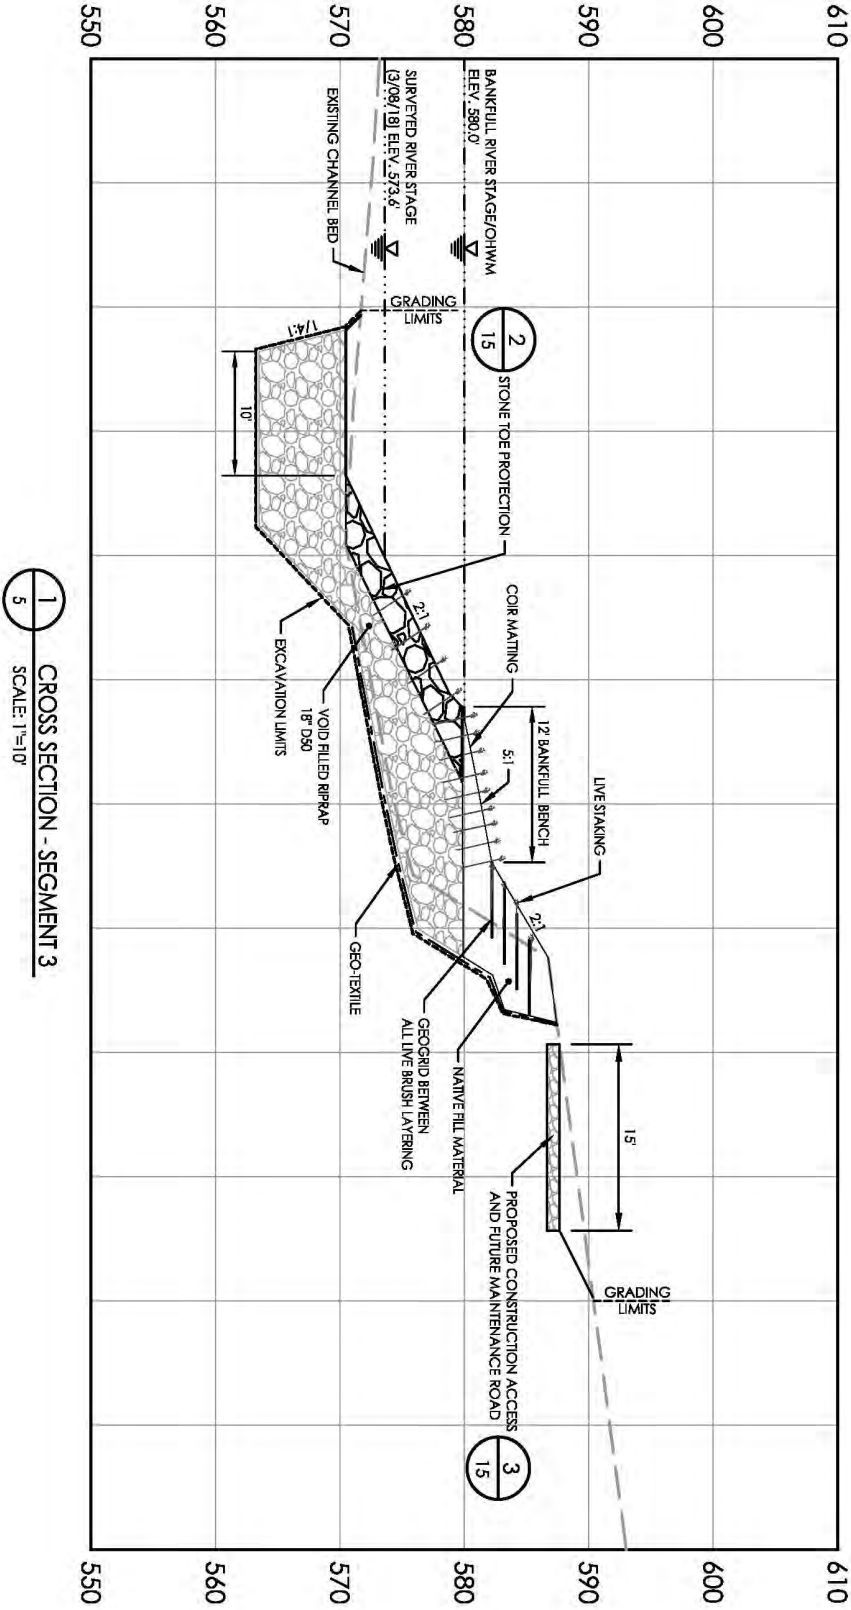 610
600
590
580
570
560
550
610
600
590
580
570
560
550
BANKFULL RIVER STAGE/OHWM
ELEV. 580.0'
SURVEYED RIVER STAGE
(3/08/18) ELEV. 573.6'
EXISTING CHANNEL BED
GRADING
LIMITS
2
15
STONE TOE PROTECTION
1/4:1
10'
2:1
COIR MATTING
12' BANKFULL BENCH
5:1
LIVE STAKING
2:1
VOID FILLED RIPRAP
18" D50
EXCAVATION LIMITS
GEO-TEXTILE
GEOGRID BETWEEN
ALL LIVE BRUSH LAYERING
NATIVE FILL MATERIAL
15'
PROPOSED CONSTRUCTION ACCESS
AND FUTURE MAINTENANCE ROAD
3
15
GRADING
LIMITS
1
5
CROSS SECTION - SEGMENT 3
SCALE: 1"=10'